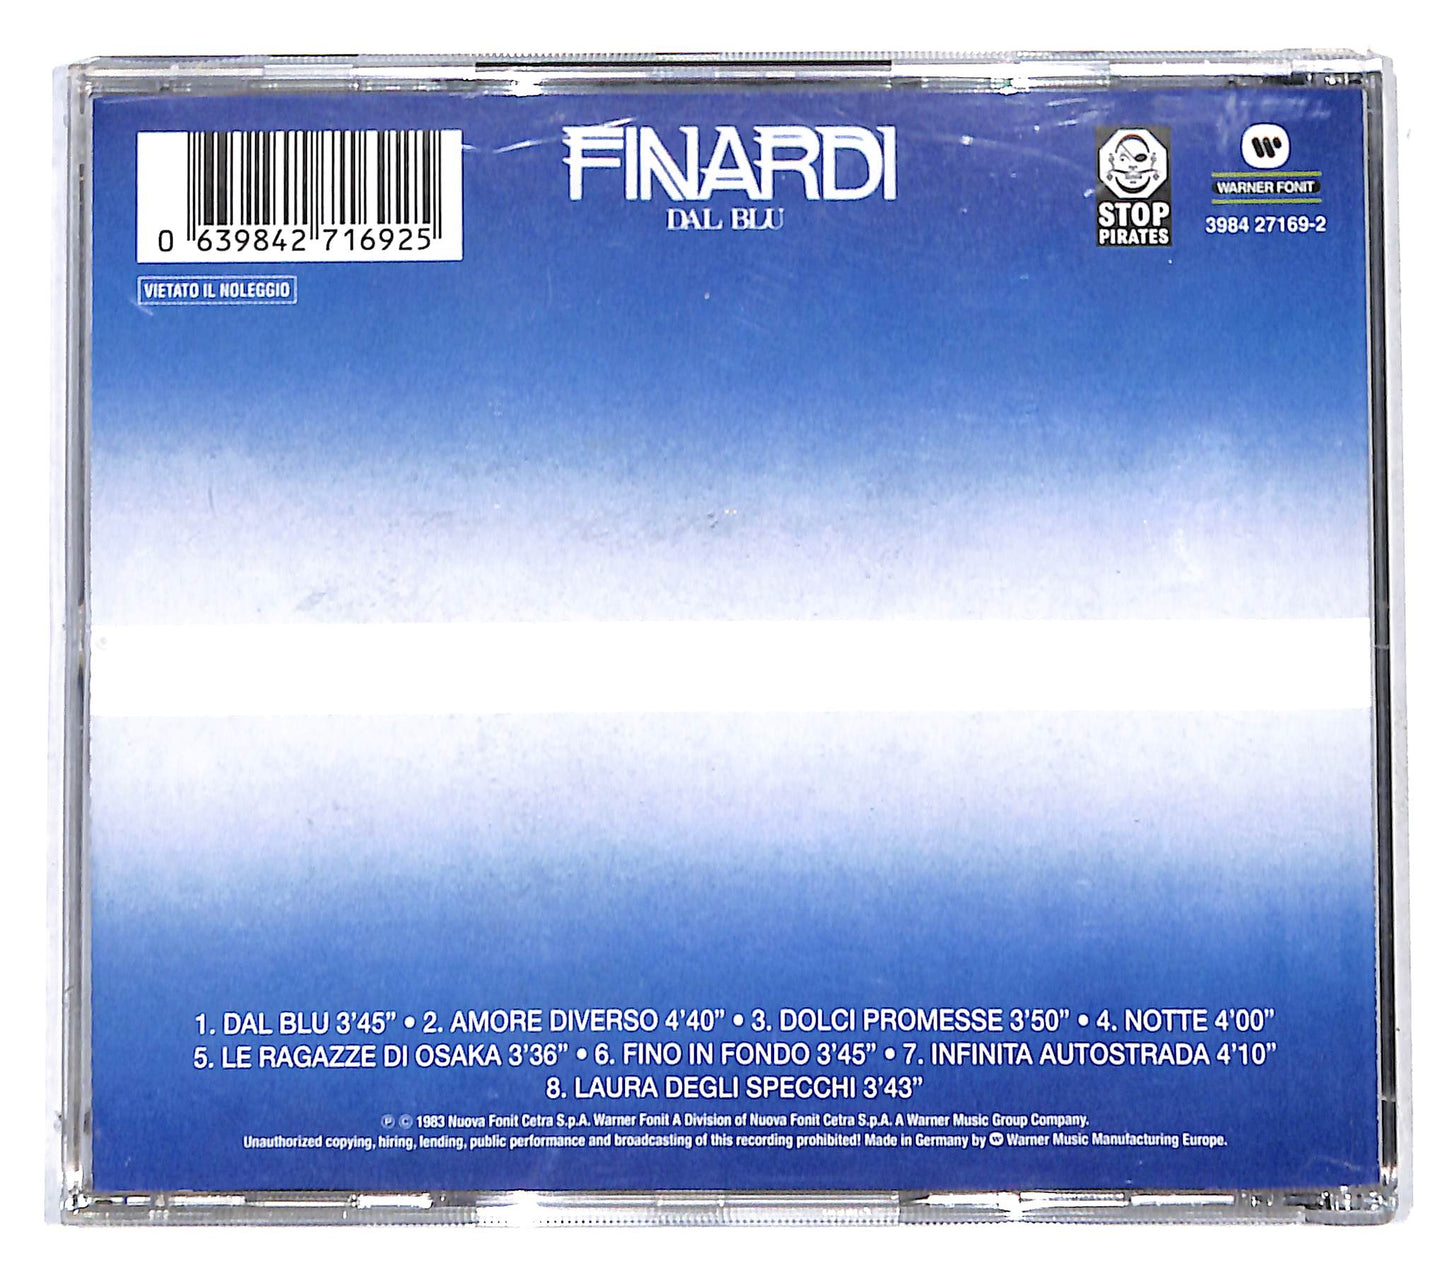 FINARDI
DAL BLU
0 639842 716925
VIETATO IL NOLEGGIO
STOP
PIRATES
WARNER FONIT
3984 27169-2
1. DAL BLU 3'45” • 2. AMORE DIVERSO 4'40” • 3. DOLCI PROMESSE 3'50” • 4. NOTTE 4'00”
5. LE RAGAZZE DI OSAKA 3'36” • 6. FINO IN FONDO 3'45” • 7. INFINITA AUTOSTRADA 4'10”
8. LAURA DEGLI SPECCHI 3'43”
℗ © 1983 Nuova Fonit Cetra S.p.A. Warner Fonit A Division of Nuova Fonit Cetra S.p.A. A Warner Music Group Company.
Unauthorized copying, hiring, lending, public performance and broadcasting of this recording prohibited! Made in Germany by Warner Music Manufacturing Europe.